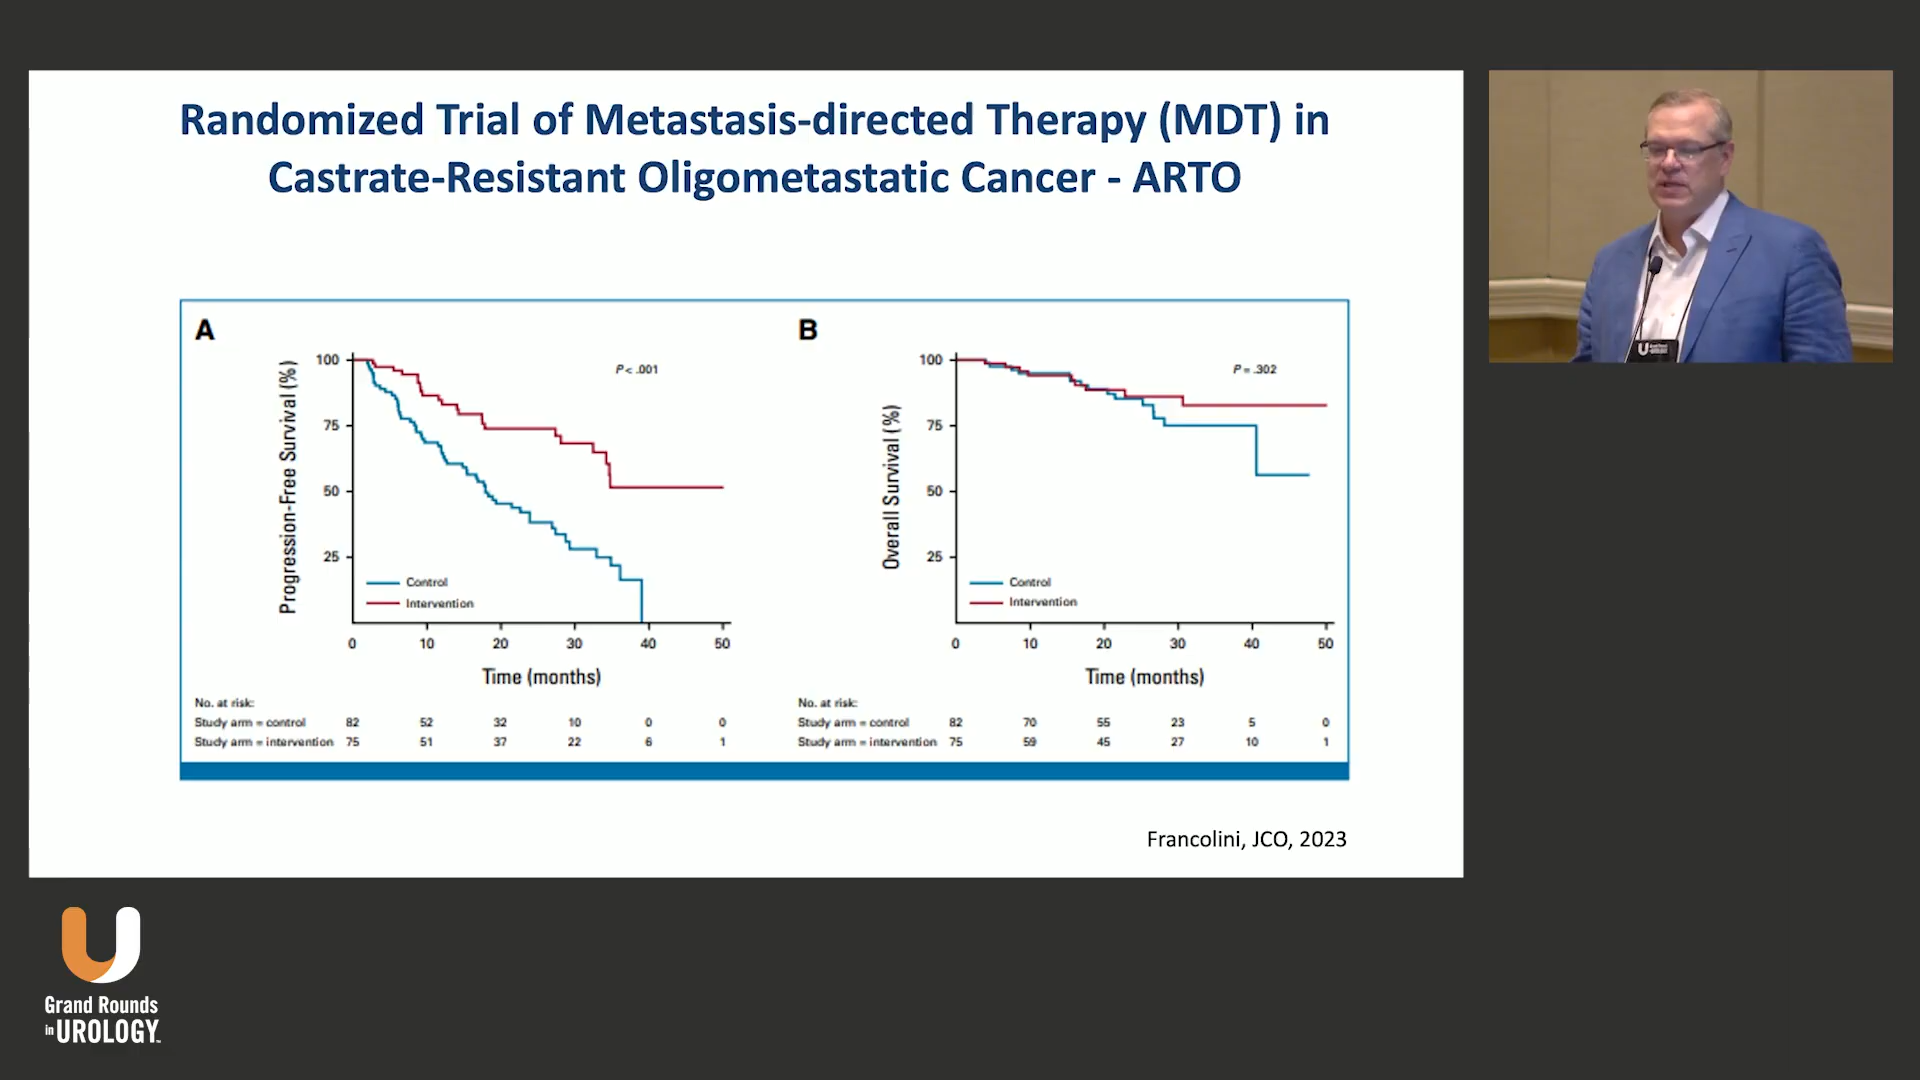 Randomized Trial of Metastasis-directed Therapy (MDT) in
Castrate-Resistant Oligometastatic Cancer - ARTO
A
Progression-Free Survival (%)
100
75
50
25
P < .001
Control
Intervention
0 10 20 30 40 50
Time (months)
No. at risk:
Study arm = control 82 52 32 10 0 0
Study arm = intervention 75 51 37 22 6 1
B
Overall Survival (%)
100
75
50
25
P = .302
Control
Intervention
0 10 20 30 40 50
Time (months)
No. at risk:
Study arm = control 82 70 55 23 5 0
Study arm = intervention 75 59 45 27 10 1
Francolini, JCO, 2023
Grand Rounds
in UROLOGY™